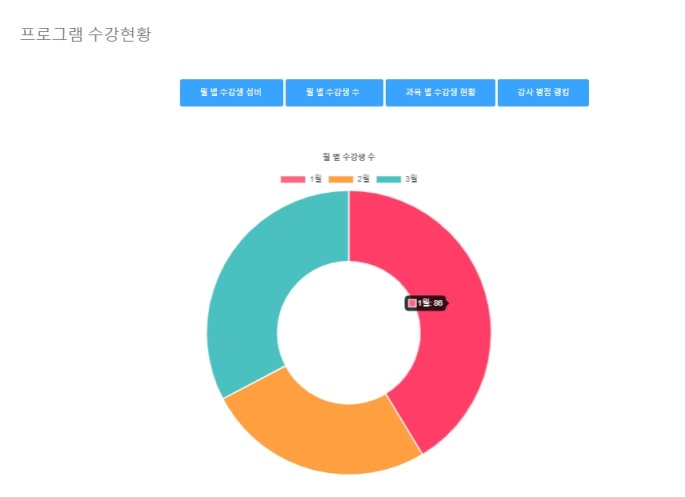 프로그램 수강현황
월 별 수강생 성비 월 별 수강생 수 과목 별 수강생 현황 강사 평점 랭킹
월 별 수강생 수
1월 2월 3월
1월: 86